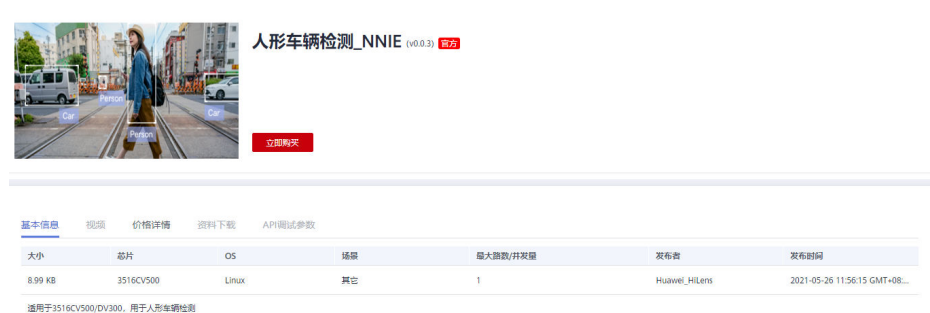 人形车辆检测_NNIE (v0.0.3) 官方
Car
Person
Person
Car
立即购买
基本信息 视频 价格详情 资料下载 API调试参数
大小 芯片 OS 场景 最大路数/并发量 发布者 发布时间
8.99 KB 3516CV500 Linux 其它 1 Huawei_HiLens 2021-05-26 11:56:15 GMT+08:...
适用于3516CV500/DV300，用于人形车辆检测